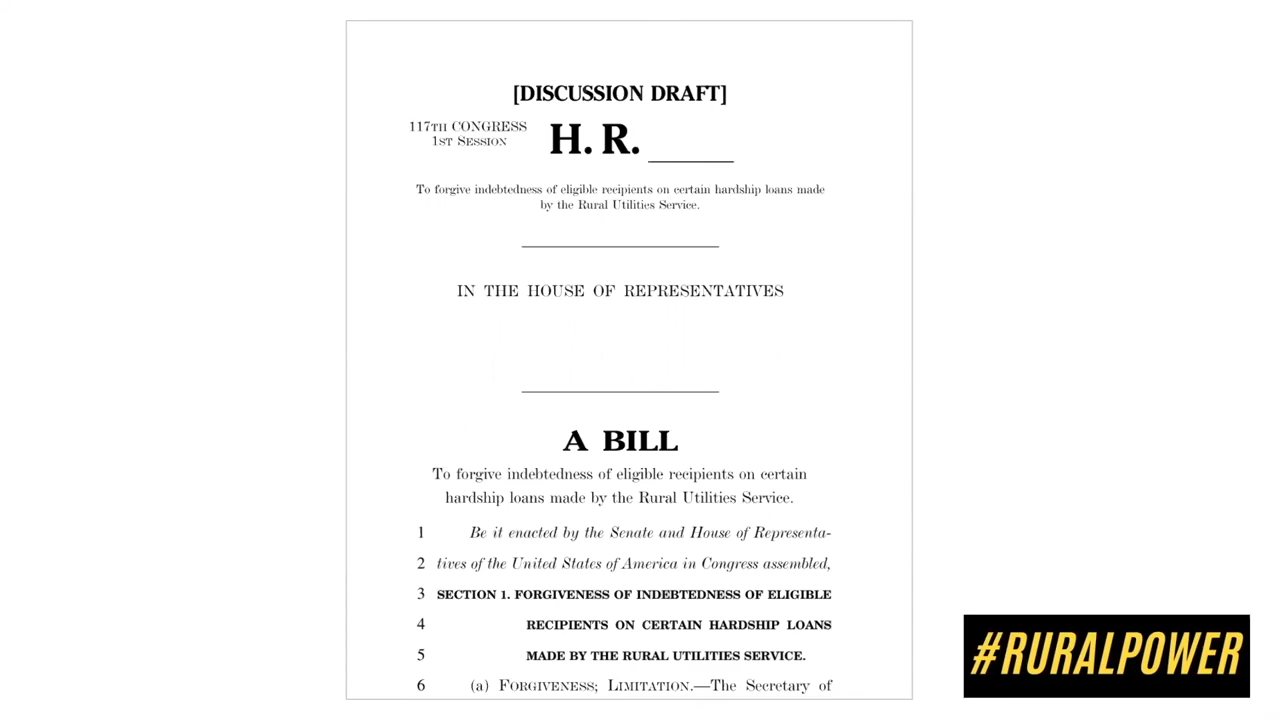 [DISCUSSION DRAFT]
117TH CONGRESS
1ST SESSION
H. R.
To forgive indebtedness of eligible recipients on certain hardship loans made
by the Rural Utilities Service.
IN THE HOUSE OF REPRESENTATIVES
A BILL
To forgive indebtedness of eligible recipients on certain
hardship loans made by the Rural Utilities Service.
1 Be it enacted by the Senate and House of Representa-
2 tives of the United States of America in Congress assembled,
3 SECTION 1. FORGIVENESS OF INDEBTEDNESS OF ELIGIBLE
4 RECIPIENTS ON CERTAIN HARDSHIP LOANS
5 MADE BY THE RURAL UTILITIES SERVICE.
6 (a) FORGIVENESS; LIMITATION.—The Secretary of
#RURALPOWER